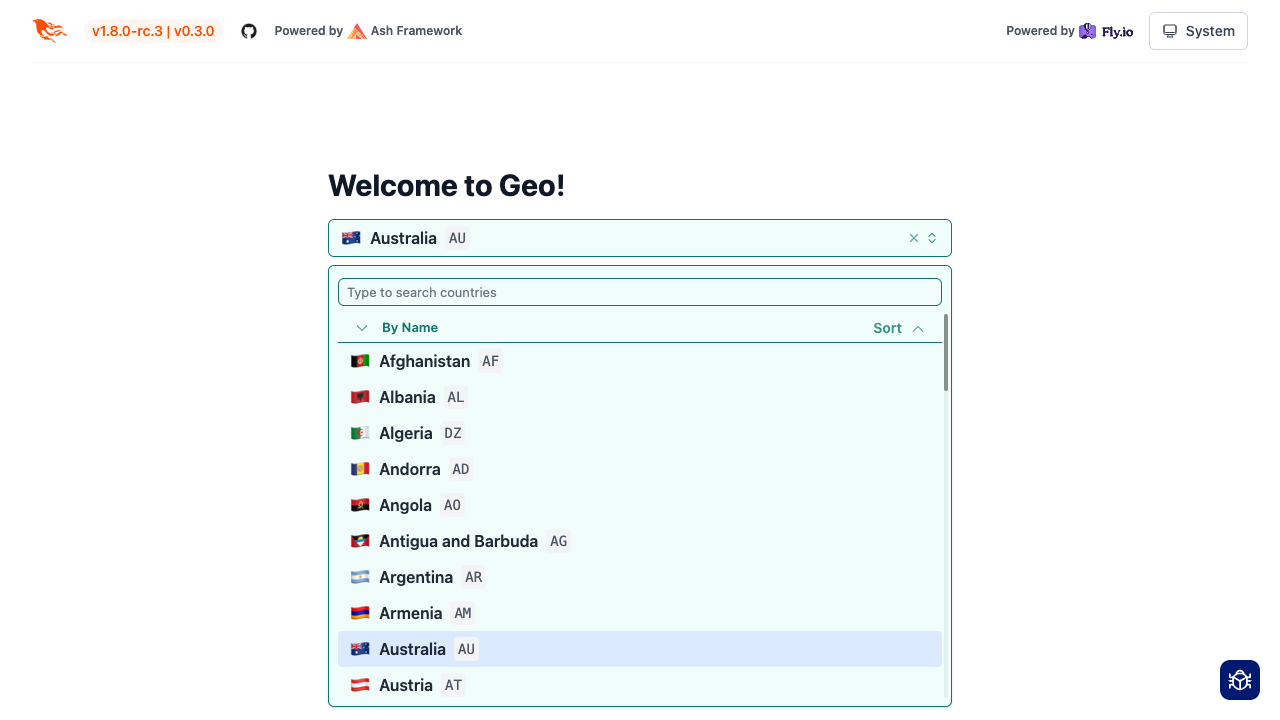 v1.8.0-rc.3 | v0.3.0
Powered by Ash Framework
Powered by Fly.io
System
Welcome to Geo!
Australia AU
Type to search countries
By Name
Sort
Afghanistan AF
Albania AL
Algeria DZ
Andorra AD
Angola AO
Antigua and Barbuda AG
Argentina AR
Armenia AM
Australia AU
Austria AT